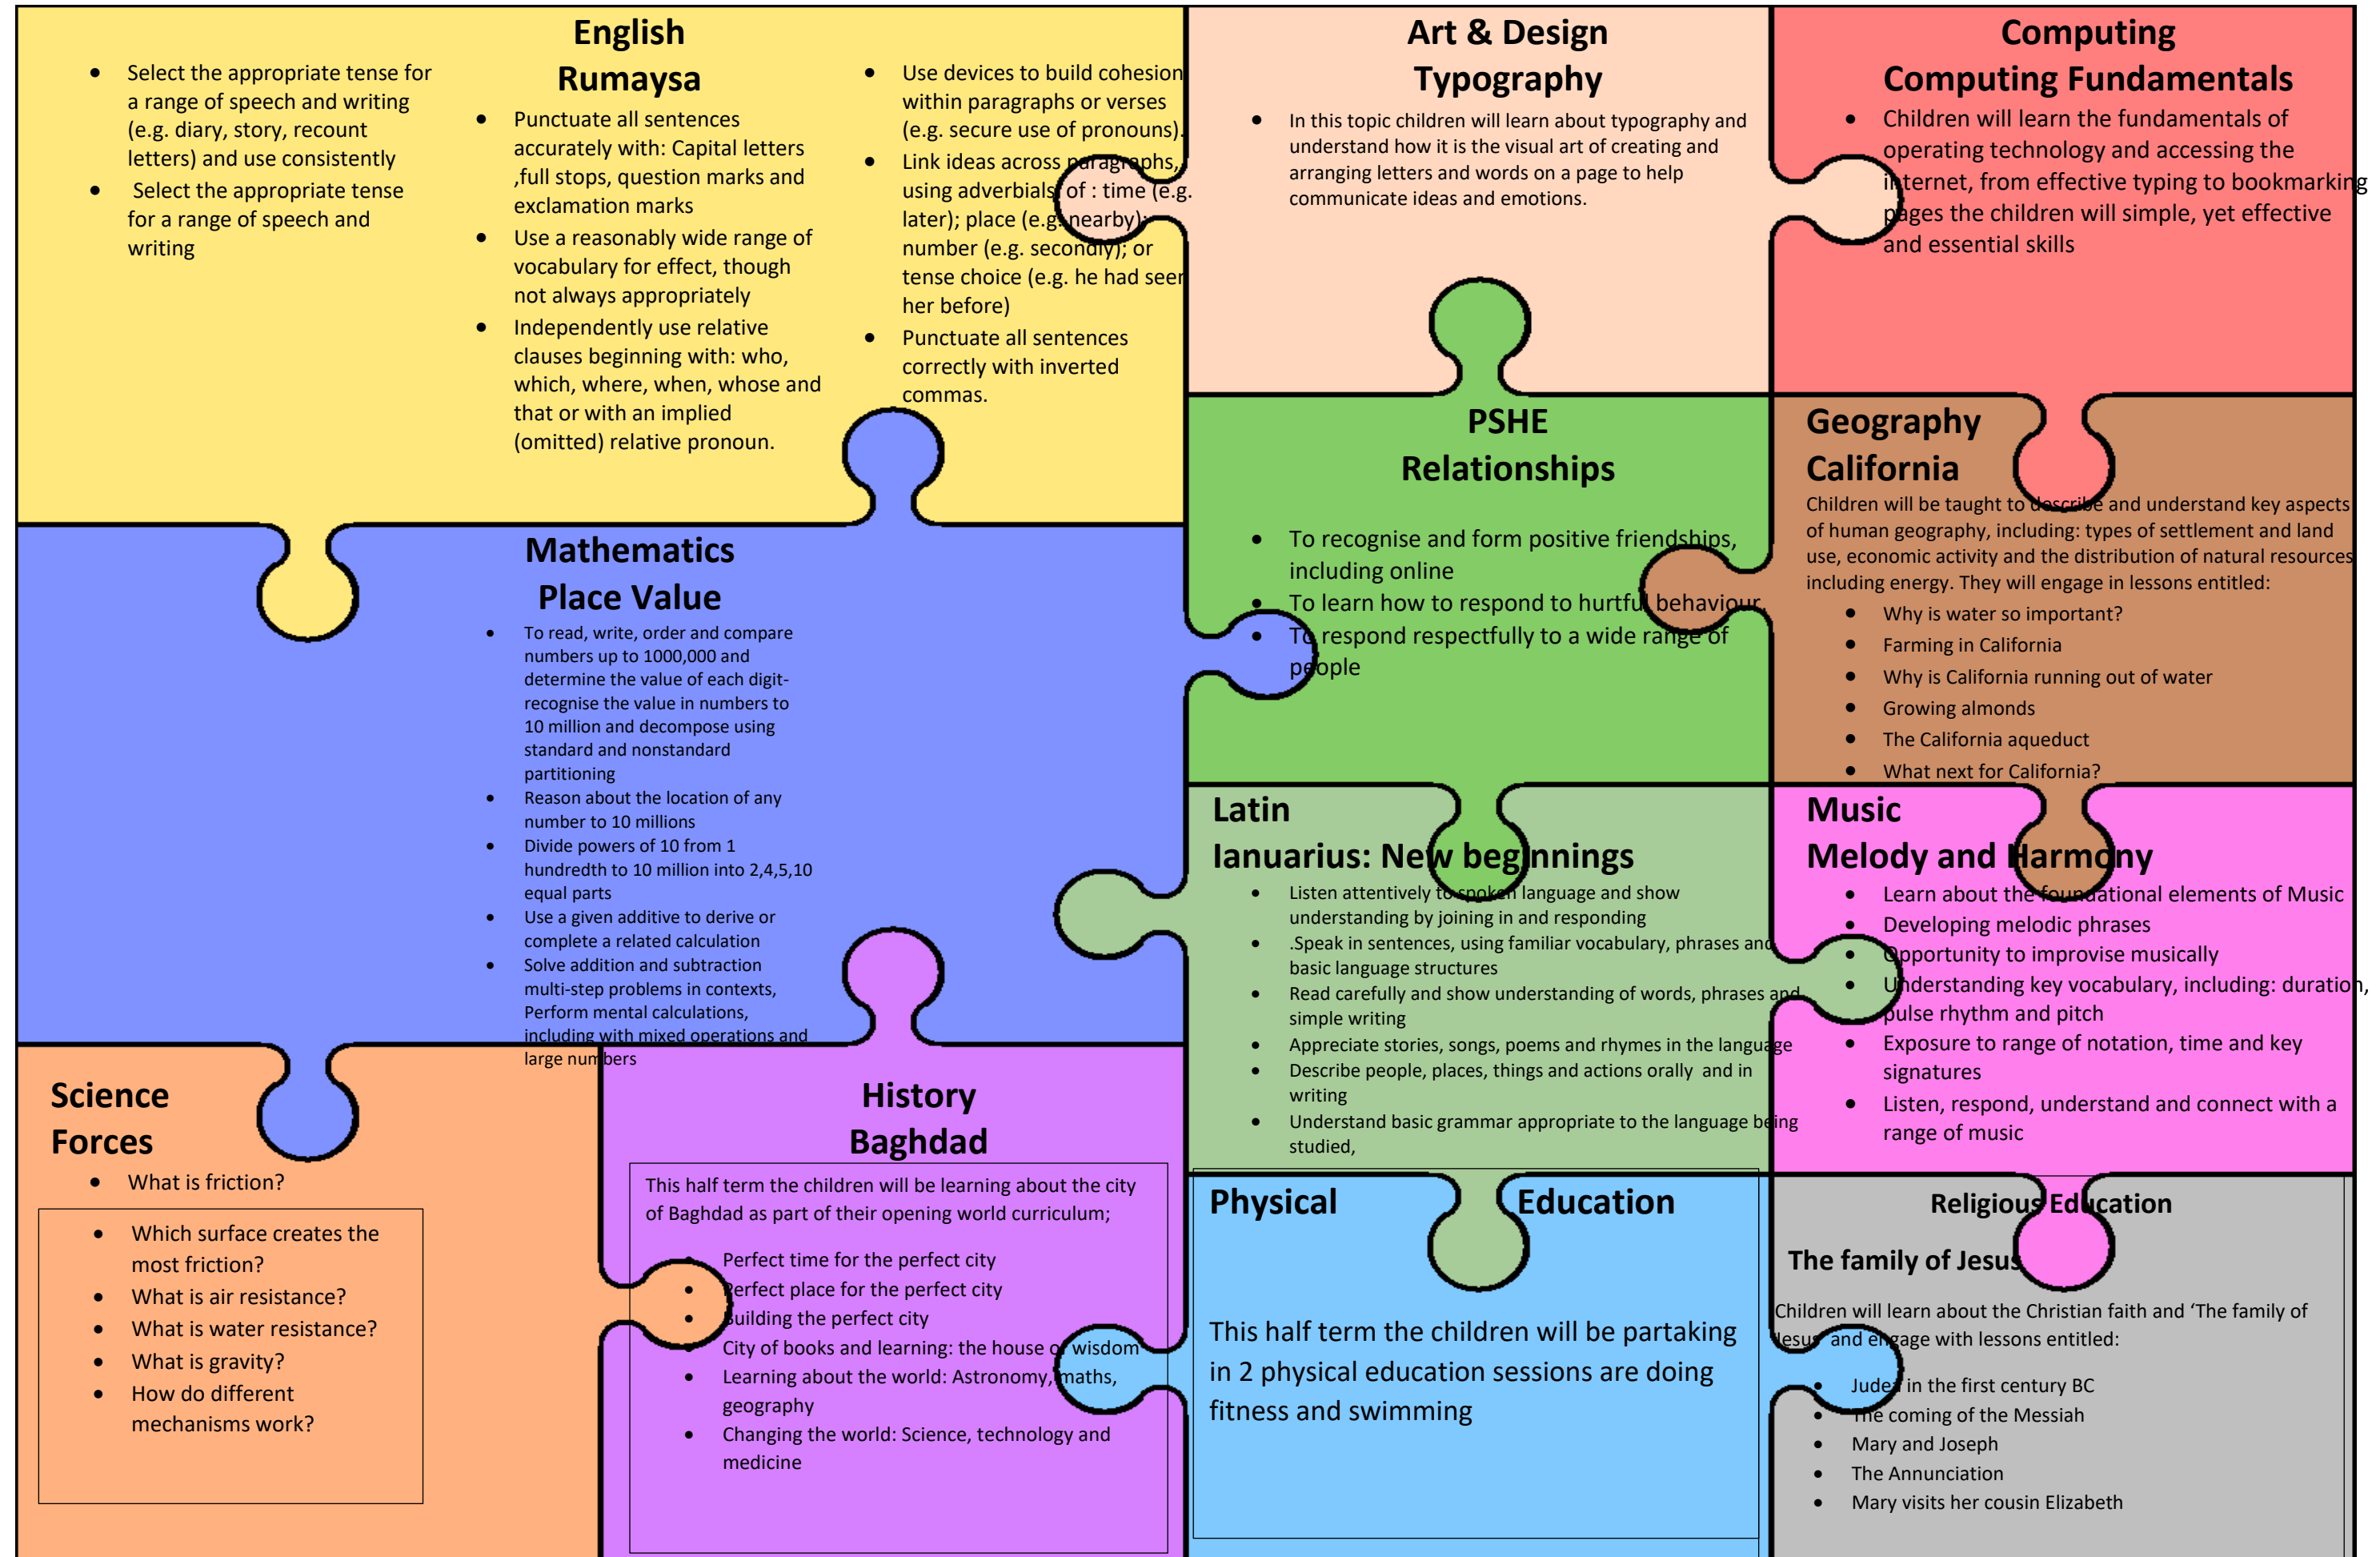 English
Rumaysa
• Select the appropriate tense for
a range of speech and writing
(e.g. diary, story, recount
letters) and use consistently
• Select the appropriate tense
for a range of speech and
writing
• Punctuate all sentences
accurately with: Capital letters
,full stops, question marks and
exclamation marks
• Use a reasonably wide range of
vocabulary for effect, though
not always appropriately
• Independently use relative
clauses beginning with: who,
which, where, when, whose and
that or with an implied
(omitted) relative pronoun.
• Use devices to build cohesion
within paragraphs or verses
(e.g. secure use of pronouns).
• Link ideas across paragraphs,
using adverbials of : time (e.g.
later); place (e.g. nearby);
number (e.g. secondly); or
tense choice (e.g. he had seen
her before)
• Punctuate all sentences
correctly with inverted
commas.
Art & Design
Typography
• In this topic children will learn about typography and
understand how it is the visual art of creating and
arranging letters and words on a page to help
communicate ideas and emotions.
Computing
Computing Fundamentals
• Children will learn the fundamentals of
operating technology and accessing the
internet, from effective typing to bookmarking
pages the children will simple, yet effective
and essential skills
Mathematics
Place Value
• To read, write, order and compare
numbers up to 1000,000 and
determine the value of each digit-
recognise the value in numbers to
10 million and decompose using
standard and nonstandard
partitioning
• Reason about the location of any
number to 10 millions
• Divide powers of 10 from 1
hundredth to 10 million into 2,4,5,10
equal parts
• Use a given additive to derive or
complete a related calculation
• Solve addition and subtraction
multi-step problems in contexts,
Perform mental calculations,
including with mixed operations and
large numbers
PSHE
Relationships
• To recognise and form positive friendships,
including online
• To learn how to respond to hurtful behaviour.
• To respond respectfully to a wide range of
people
Geography
California
Children will be taught to describe and understand key aspects
of human geography, including: types of settlement and land
use, economic activity and the distribution of natural resources
including energy. They will engage in lessons entitled:
• Why is water so important?
• Farming in California
• Why is California running out of water
• Growing almonds
• The California aqueduct
• What next for California?
Latin
Ianuarius: New beginnings
• Listen attentively to spoken language and show
understanding by joining in and responding
• .Speak in sentences, using familiar vocabulary, phrases and
basic language structures
• Read carefully and show understanding of words, phrases and
simple writing
• Appreciate stories, songs, poems and rhymes in the language
• Describe people, places, things and actions orally  and in
writing
• Understand basic grammar appropriate to the language being
studied,
Music
Melody and Harmony
• Learn about the foundational elements of Music
• Developing melodic phrases
• Opportunity to improvise musically
• Understanding key vocabulary, including: duration,
pulse rhythm and pitch
• Exposure to range of notation, time and key
signatures
• Listen, respond, understand and connect with a
range of music
Science
Forces
• What is friction?
• Which surface creates the
most friction?
• What is air resistance?
• What is water resistance?
• What is gravity?
• How do different
mechanisms work?
History
Baghdad
This half term the children will be learning about the city
of Baghdad as part of their opening world curriculum;
• Perfect time for the perfect city
• Perfect place for the perfect city
• Building the perfect city
• City of books and learning: the house of wisdom
• Learning about the world: Astronomy, maths,
geography
• Changing the world: Science, technology and
medicine
Physical Education
This half term the children will be partaking
in 2 physical education sessions are doing
fitness and swimming
Religious Education
The family of Jesus
Children will learn about the Christian faith and ‘The family of
Jesus’ and engage with lessons entitled:
• Judea in the first century BC
• The coming of the Messiah
• Mary and Joseph
• The Annunciation
• Mary visits her cousin Elizabeth